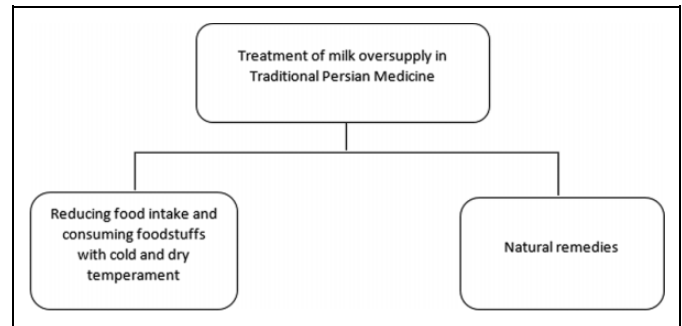 Treatment of milk oversupply in
Traditional Persian Medicine
Reducing food intake and
consuming foodstuffs
with cold and dry
temperament
Natural remedies